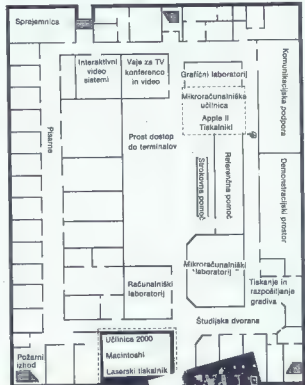 Sprejemnica
Interaktivni
video
sistemi
Vaje za TV
konferenco
in video
Grafični laboratorij
Mikroračunalniška
učilnica
Apple II
Tiskalniki
Komunikacijska podpora
Pisarne
Prost dostop
do terminalov
Strokovna pomoč
Referenčna pomoč
Demonstracijski prostor
Mikroračunalniški
laboratorij
Računalniški
laboratorij
Tiskanje in
razpošiljanje
gradiva
Študijska dvorana
Učilnica 2000
Macintoshi
Laserski tiskalnik
Požarni
izhod